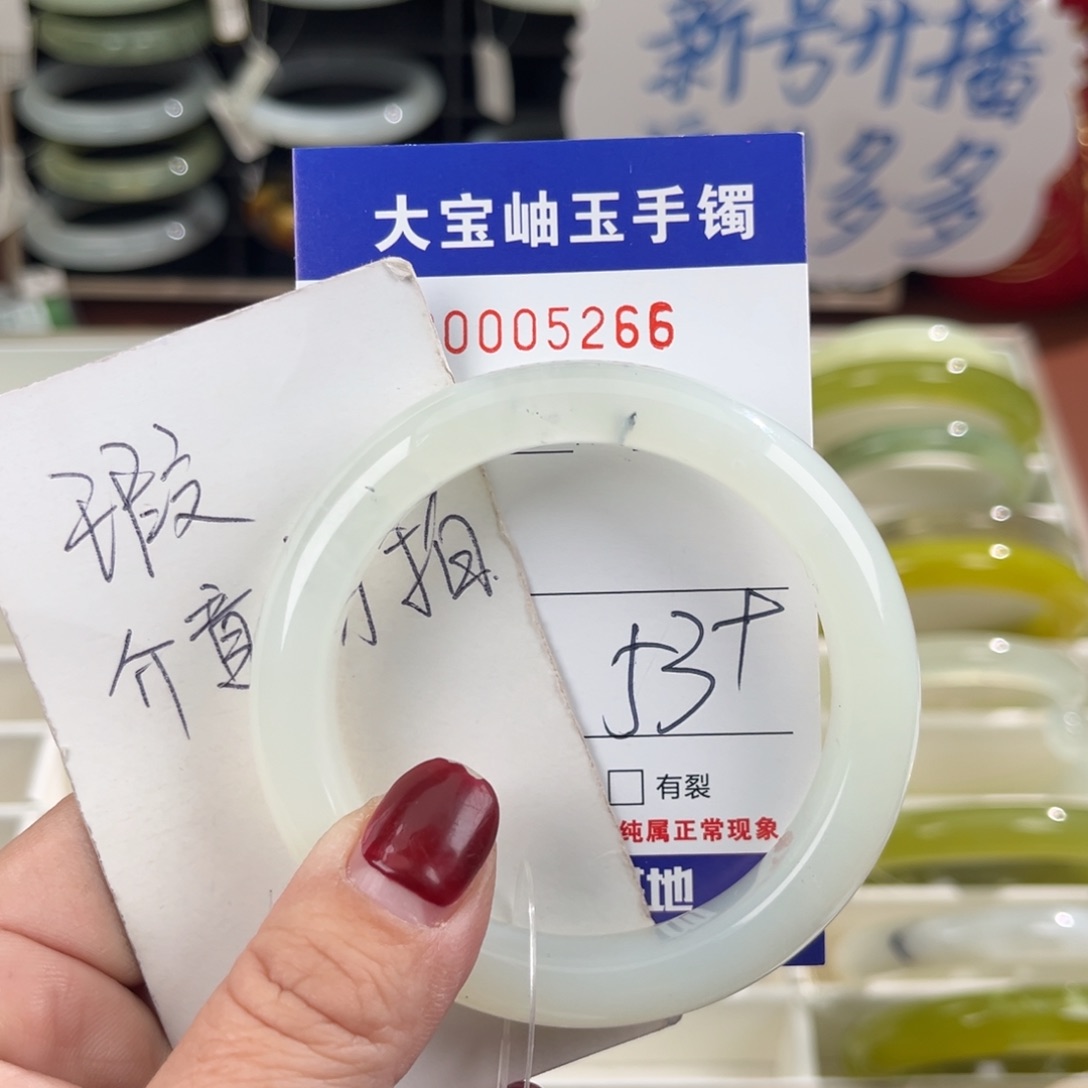 新号开播
多多
大宝岫玉手镯
0005266
瑕
介意勿拍
53+
有裂
纯属正常现象
地